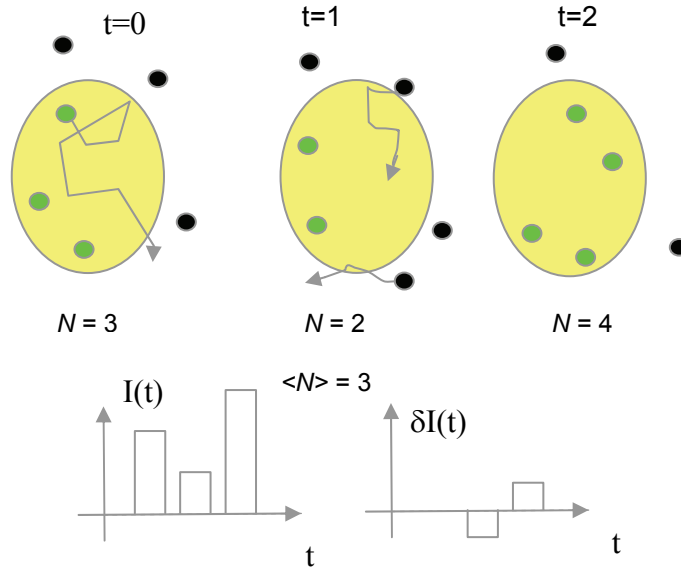 t=0
t=1
t=2
N = 3
N = 2
N = 4
I(t)
<N> = 3
δI(t)
t
t